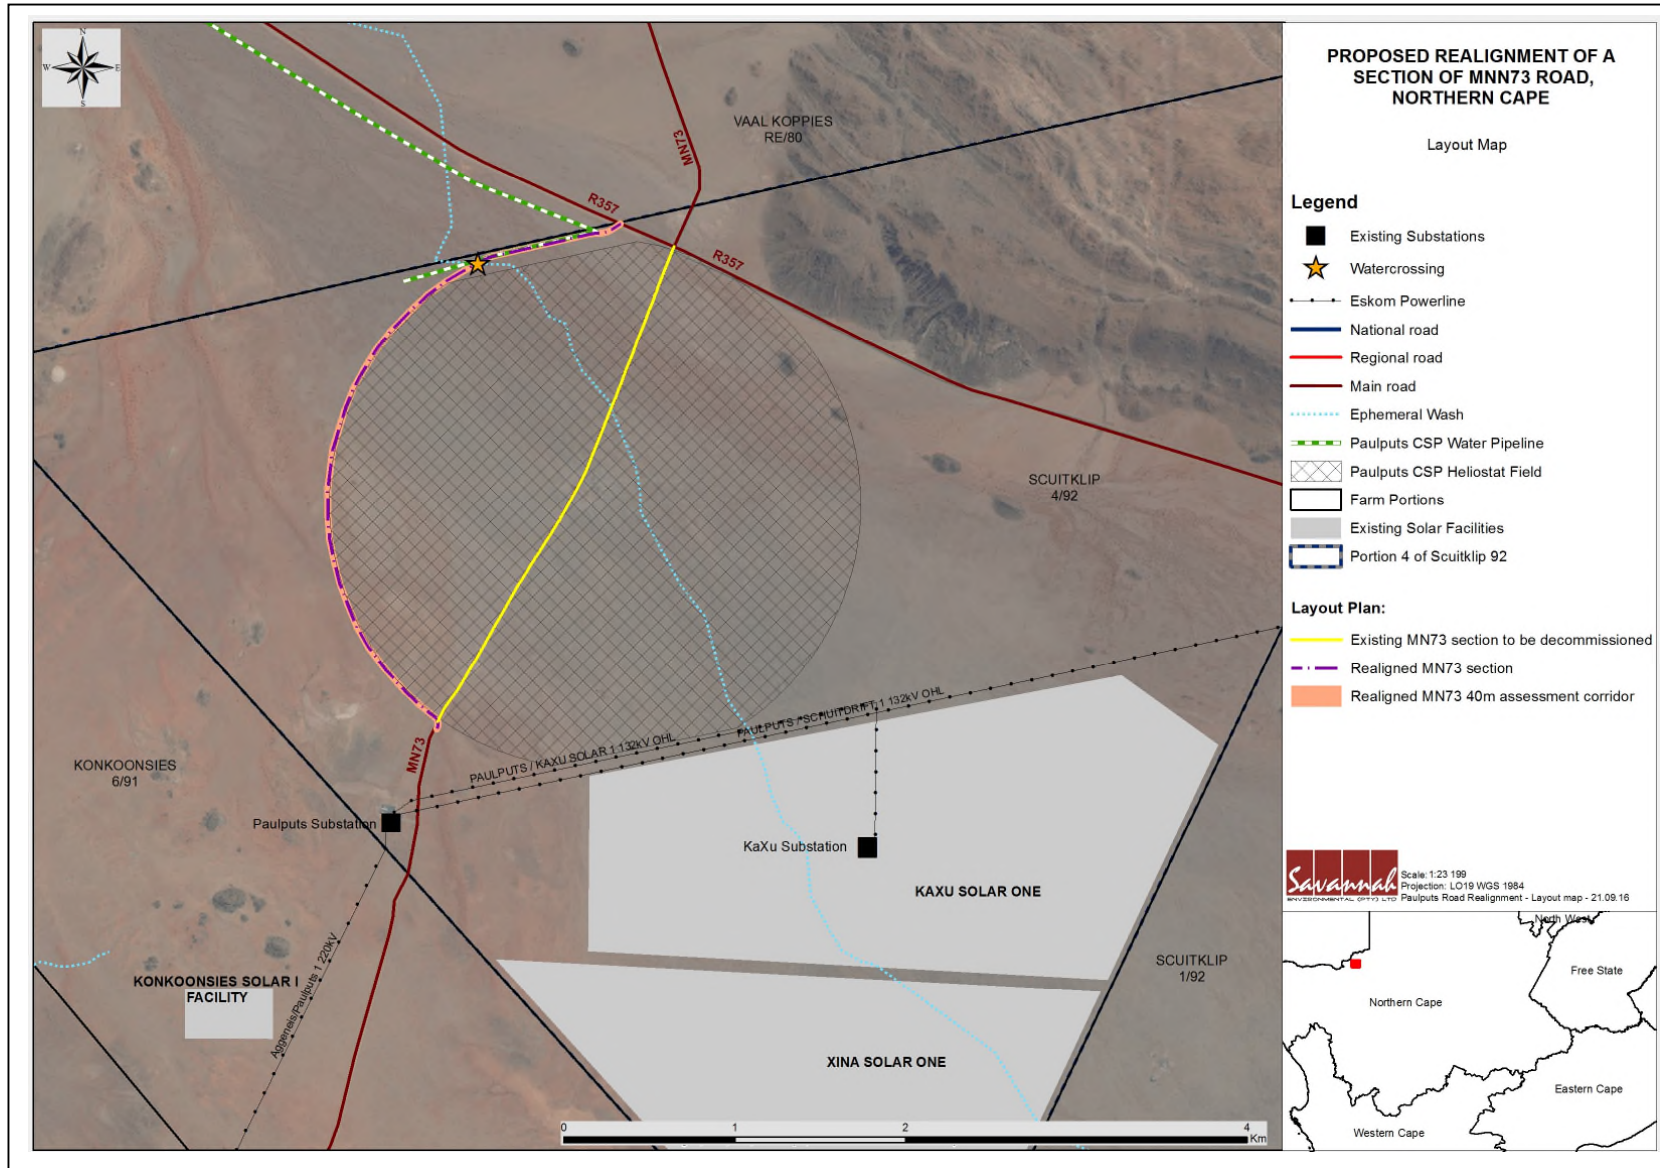 PROPOSED REALIGNMENT OF A
SECTION OF MNN73 ROAD,
NORTHERN CAPE
Layout Map
Legend
Existing Substations
Watercrossing
Eskom Powerline
National road
Regional road
Main road
Ephemeral Wash
Paulputs CSP Water Pipeline
Paulputs CSP Heliostat Field
Farm Portions
Existing Solar Facilities
Portion 4 of Scuitklip 92
Layout Plan:
Existing MN73 section to be decommissioned
Realigned MN73 section
Realigned MN73 40m assessment corridor
Savannah
ENVIRONMENTAL (PTY) LTD
Scale: 1:23 199
Projection: LO19 WGS 1984
Paulputs Road Realignment - Layout map - 21.09.16
North West
Free State
Northern Cape
Eastern Cape
Western Cape
N
W
E
S
VAAL KOPPIES
RE/80
MN73
R357
R357
SCUITKLIP
4/92
PAULPUTS / SCHUITDRIFT 1 132kV OHL
PAULPUTS / KAXU SOLAR 1 132kV OHL
MN73
KONKOONSIES
6/91
Paulputs Substation
KaXu Substation
KAXU SOLAR ONE
SCUITKLIP
1/92
KONKOONSIES SOLAR I
FACILITY
Aggeneis/Paulputs 1 220kV
XINA SOLAR ONE
0
1
2
4
Km